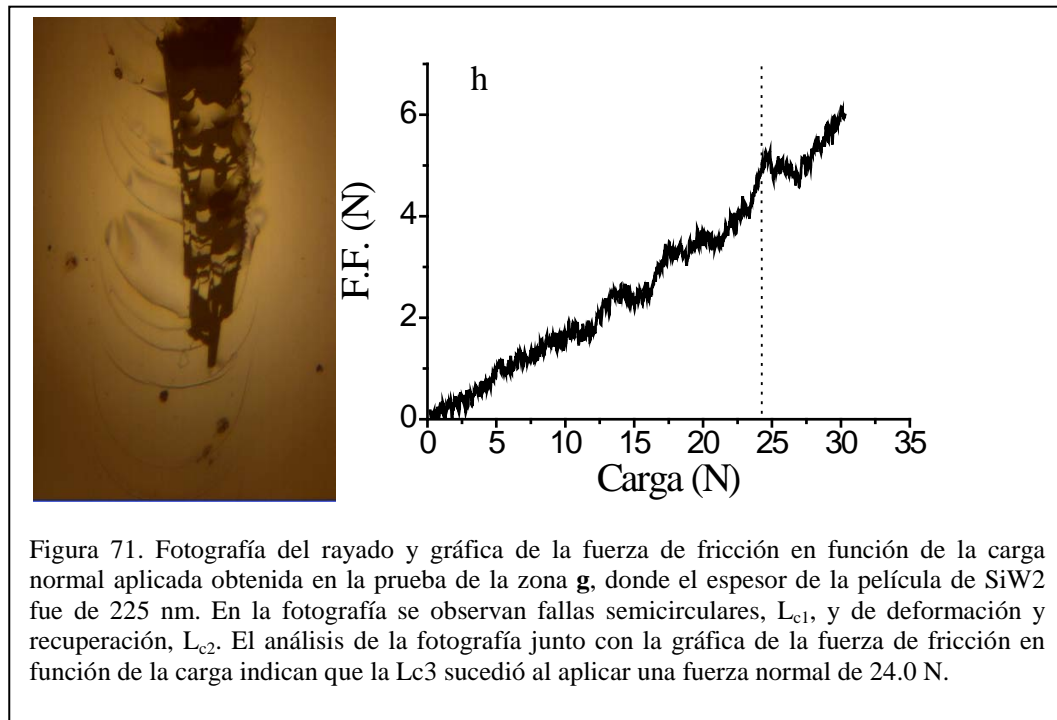 h
6
4
2
0
F.F. (N)
0 5 10 15 20 25 30 35
Carga (N)
Figura 71. Fotografía del rayado y gráfica de la fuerza de fricción en función de la carga
normal aplicada obtenida en la prueba de la zona g, donde el espesor de la película de SiW2
fue de 225 nm. En la fotografía se observan fallas semicirculares, Lc1, y de deformación y
recuperación, Lc2. El análisis de la fotografía junto con la gráfica de la fuerza de fricción en
función de la carga indican que la Lc3 sucedió al aplicar una fuerza normal de 24.0 N.